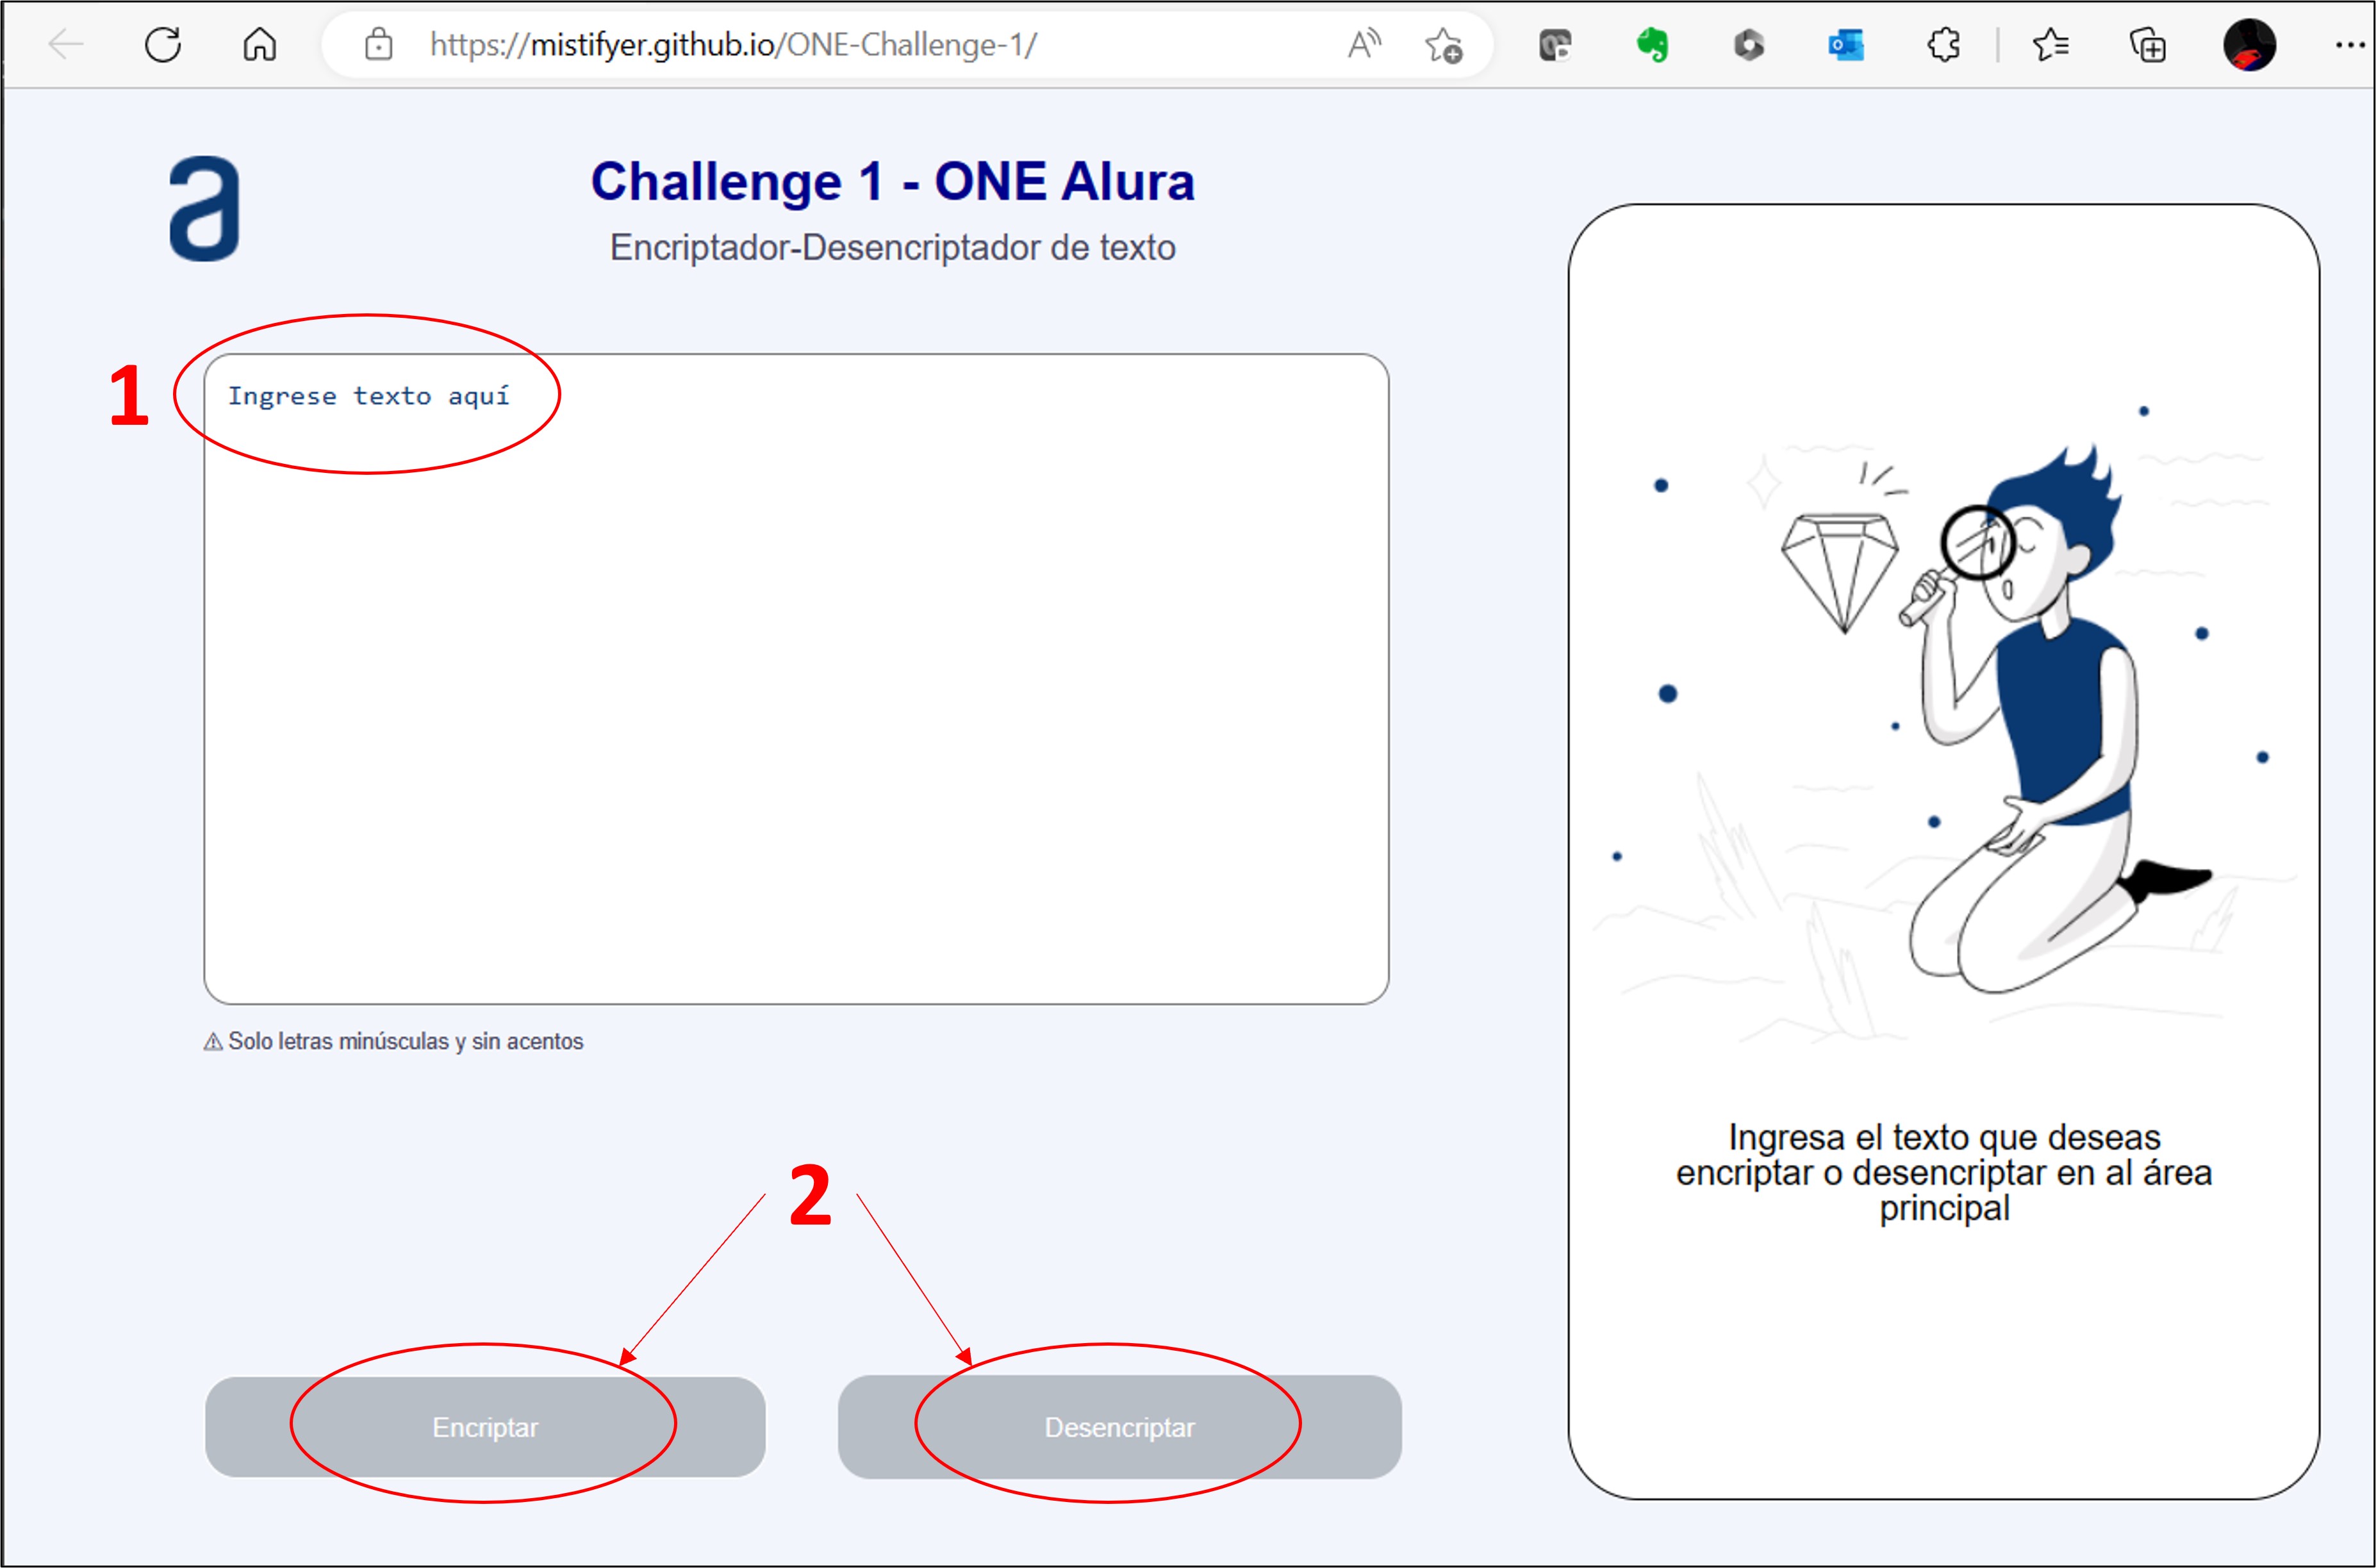 https://mistifyer.github.io/ONE-Challenge-1/
a
Challenge 1 - ONE Alura
Encriptador-Desencriptador de texto
1
Ingrese texto aquí
⚠ Solo letras minúsculas y sin acentos
2
Encriptar
Desencriptar
Ingresa el texto que deseas
encriptar o desencriptar en al área
principal